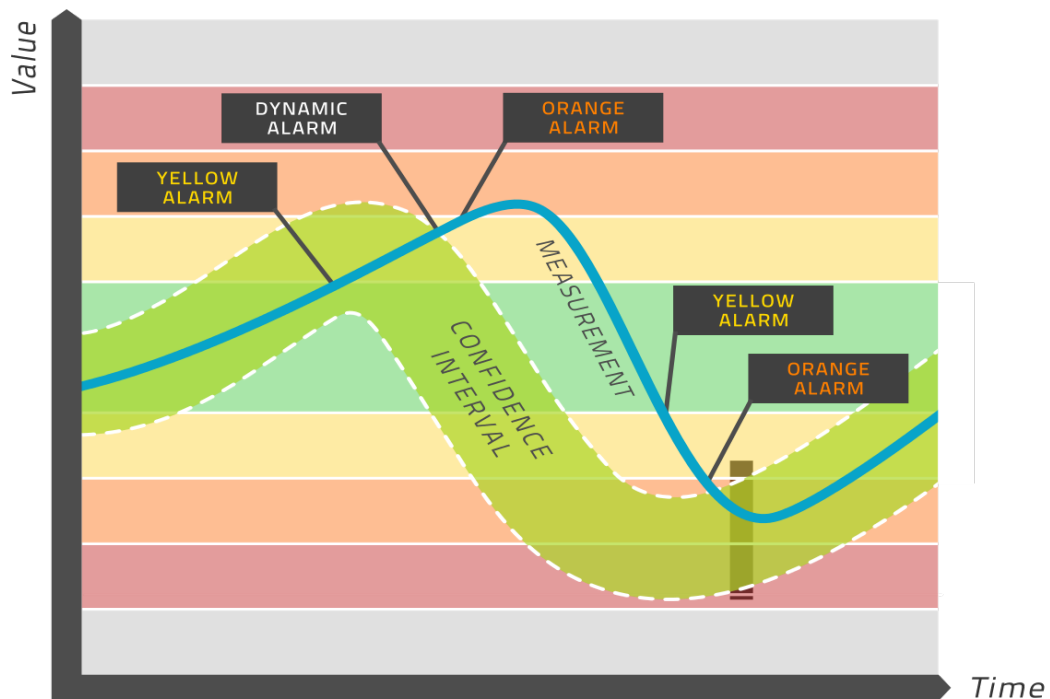 Value
DYNAMIC
ALARM
ORANGE
ALARM
YELLOW
ALARM
MEASUREMENT
CONFIDENCE
INTERVAL
YELLOW
ALARM
ORANGE
ALARM
Time